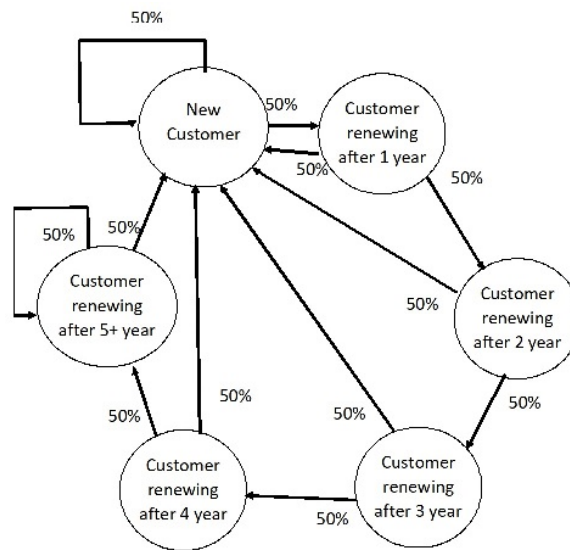 50%
New
Customer
50%
Customer
renewing
after 1 year
50%
50%
50%
50%
Customer
renewing
after 5+ year
50%
Customer
renewing
after 2 year
50%
50%
50%
50%
50%
Customer
renewing
after 4 year
50%
Customer
renewing
after 3 year